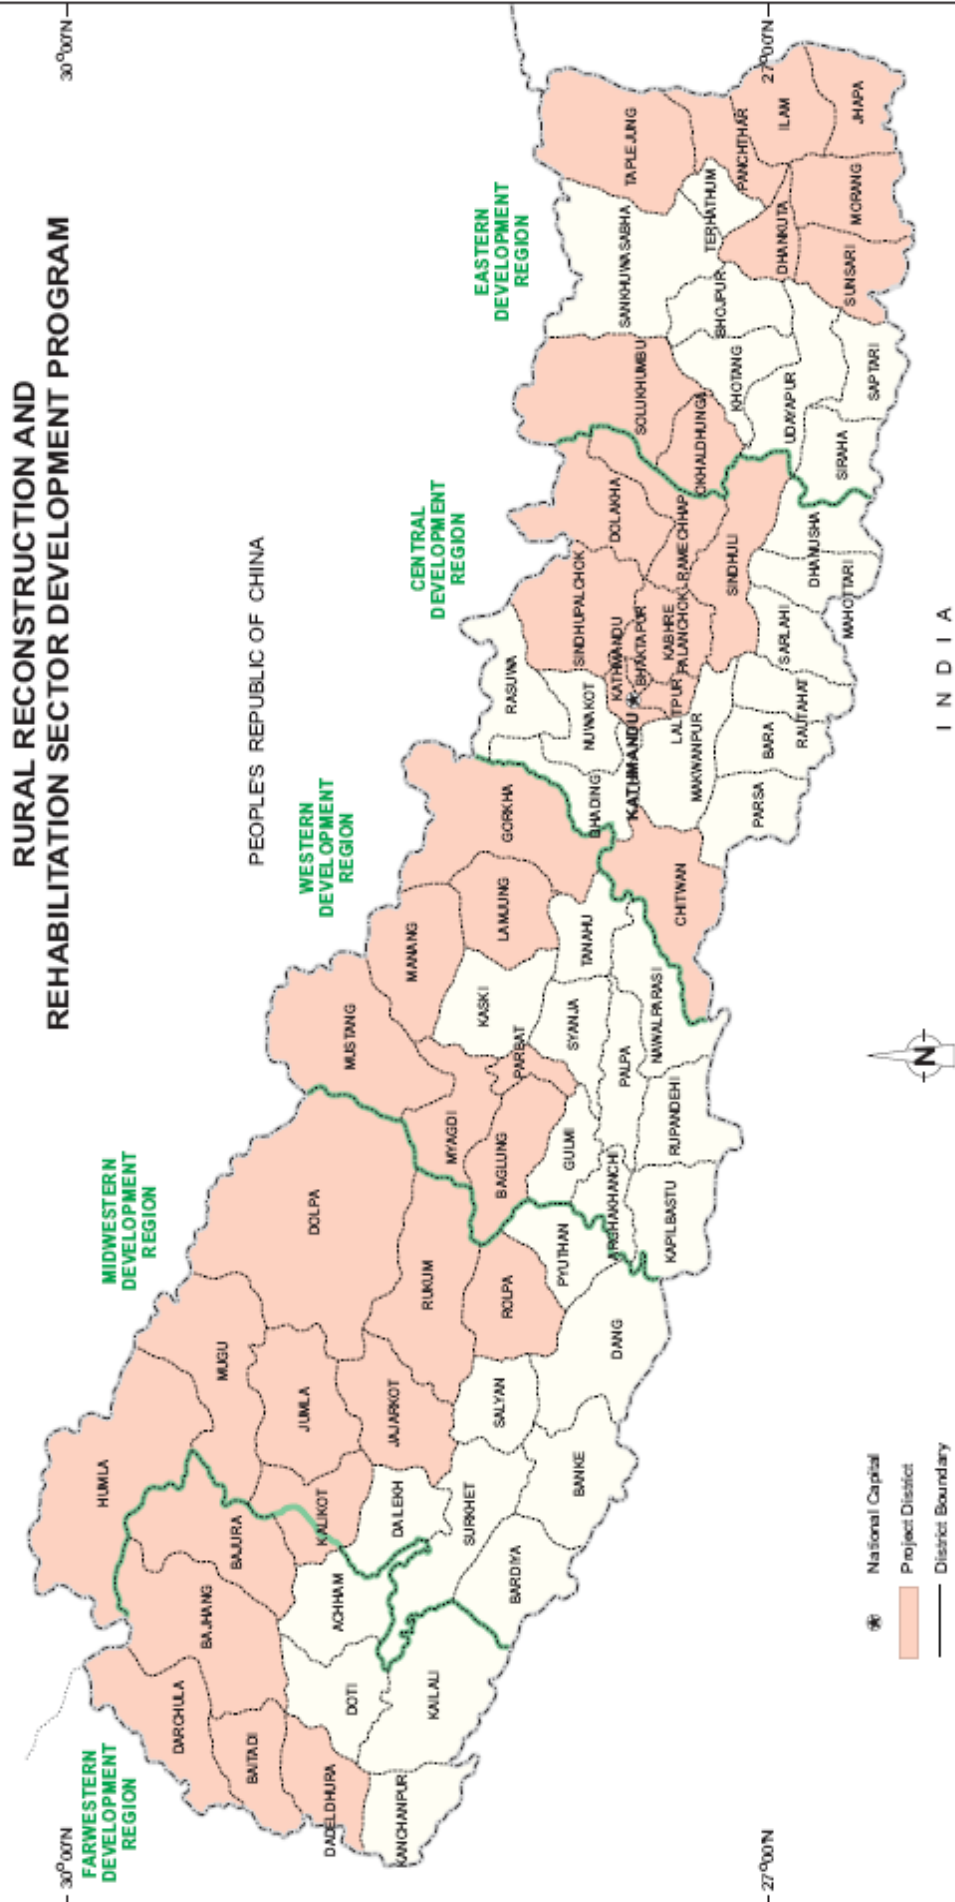 RURAL RECONSTRUCTION AND
REHABILITATION SECTOR DEVELOPMENT PROGRAM
30°00'N
30°00'N
27°00'N
27°00'N
PEOPLE'S REPUBLIC OF CHINA
INDIA
FARWESTERN
DEVELOPMENT
REGION
MIDWESTERN
DEVELOPMENT
REGION
WESTERN
DEVELOPMENT
REGION
CENTRAL
DEVELOPMENT
REGION
EASTERN
DEVELOPMENT
REGION
DARCHULA
BAITADI
DADELDHURA
KANCHANPUR
BAJHANG
BAJURA
DOTI
ACHHAM
KAILALI
HUMLA
MUGU
JUMLA
KALIKOT
DOLPA
JAJARKOT
DAILEKH
SURKHET
BARDIYA
BANKE
SALYAN
RUKUM
ROLPA
PYUTHAN
DANG
MUSTANG
MANANG
MYAGDI
BAGLUNG
PARBAT
KASKI
LAMJUNG
GORKHA
TANAHU
SYANJA
GULMI
PALPA
ARGHAKHANCHI
NAWALPARASI
RUPANDEHI
KAPILBASTU
RASUWA
NUWAKOT
DHADING
KATHMANDU
KATHMANDU
BHAKTAPUR
LALITPUR
KABHRE
PALANCHOK
SINDHUPALCHOK
DOLAKHA
RAMECHHAP
SINDHULI
MAKWANPUR
CHITWAN
PARSA
BARA
RAUTAHAT
SARLAHI
MAHOTTARI
DHANUSHA
SOLUKHUMBU
OKHALDHUNGA
KHOTANG
UDAYAPUR
SIRAHA
SAPTARI
SANKHUWASABHA
BHOJPUR
TERHATHUM
DHANKUTA
SUNSARI
MORANG
TAPLEJUNG
PANCHTHAR
ILAM
JHAPA
N
National Capital
Project District
District Boundary